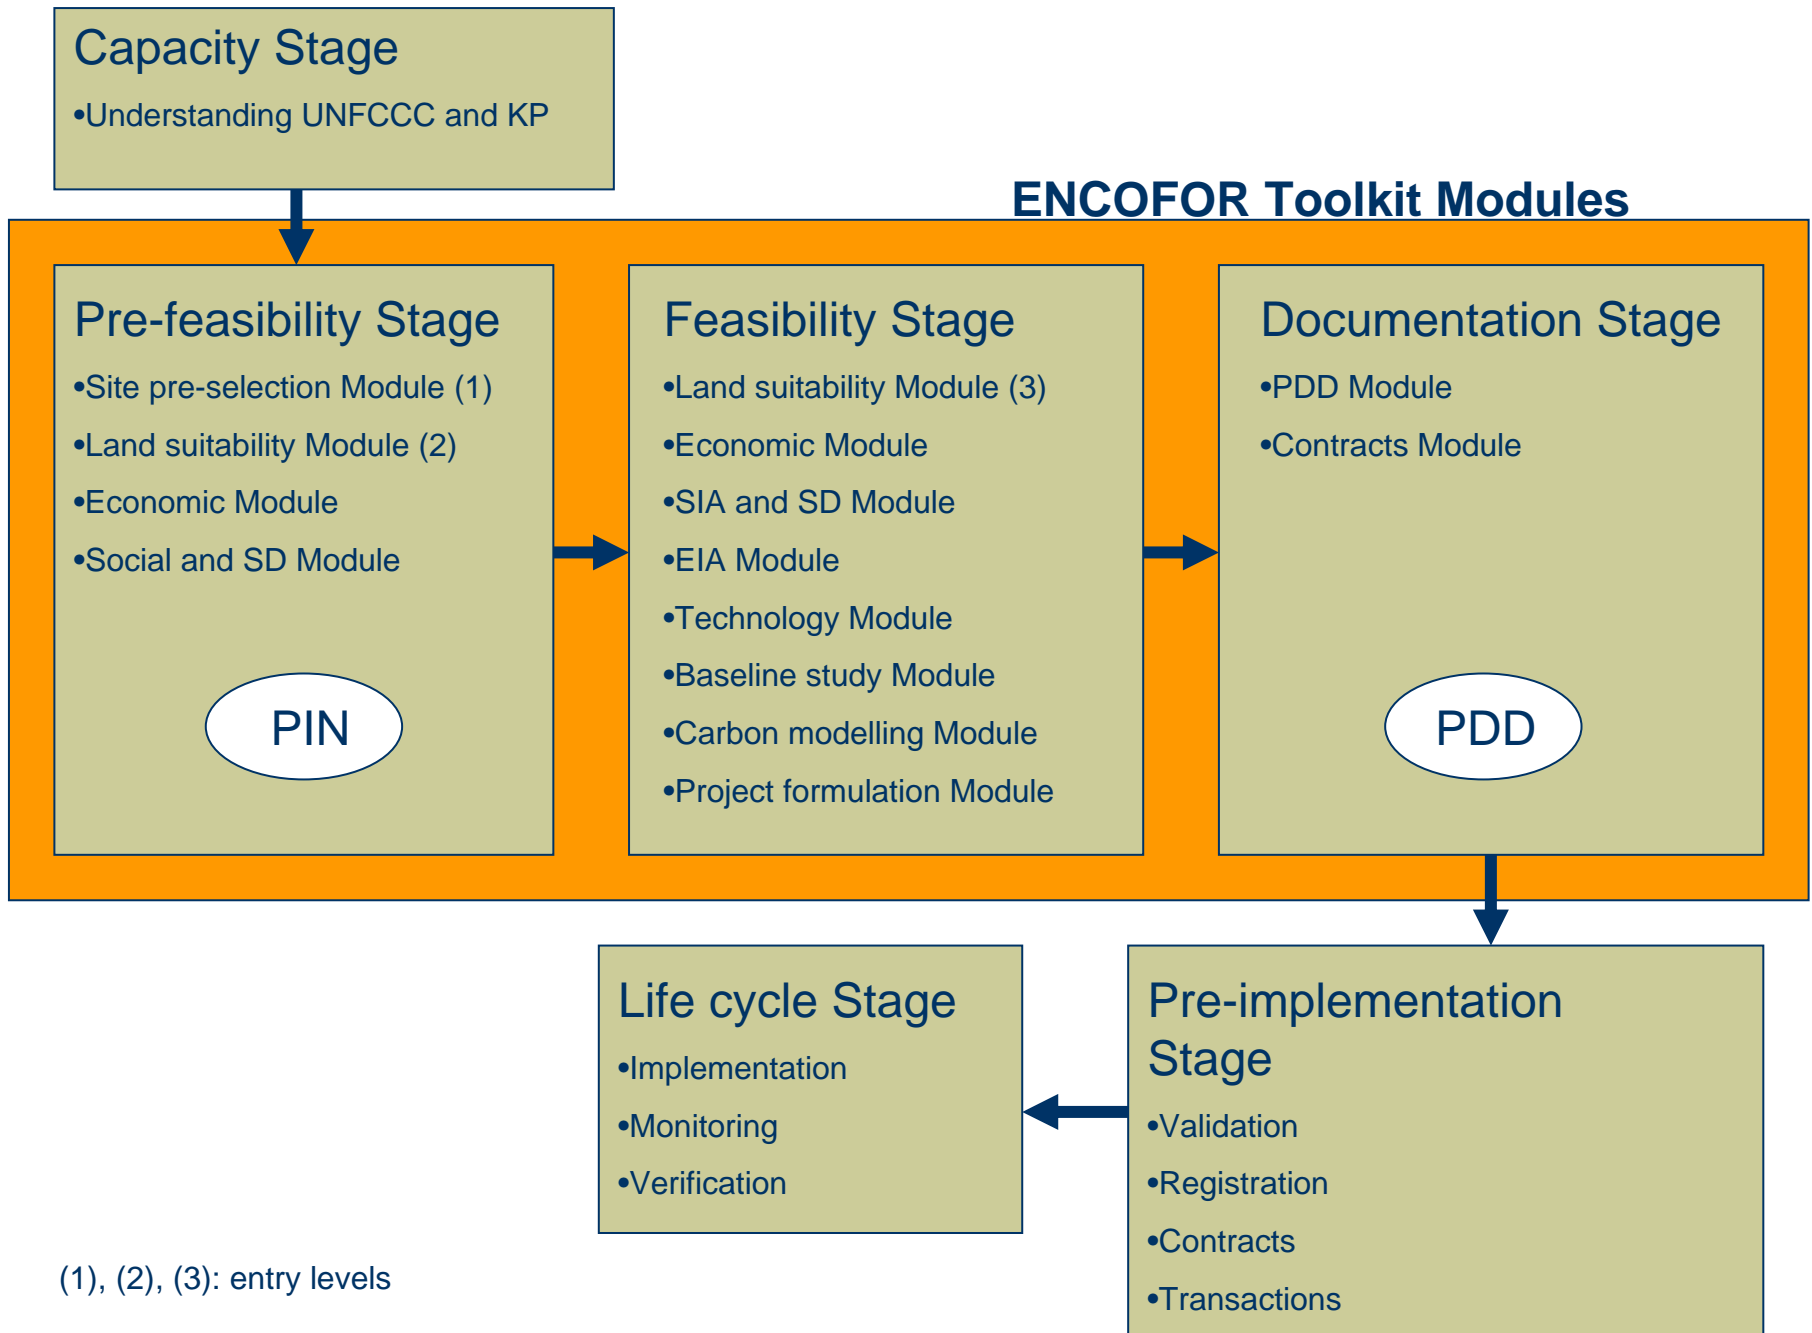 Capacity Stage
•Understanding UNFCCC and KP
ENCOFOR Toolkit Modules
Pre-feasibility Stage
•Site pre-selection Module (1)
•Land suitability Module (2)
•Economic Module
•Social and SD Module
PIN
Feasibility Stage
•Land suitability Module (3)
•Economic Module
•SIA and SD Module
•EIA Module
•Technology Module
•Baseline study Module
•Carbon modelling Module
•Project formulation Module
Documentation Stage
•PDD Module
•Contracts Module
PDD
Life cycle Stage
•Implementation
•Monitoring
•Verification
Pre-implementation
Stage
•Validation
•Registration
•Contracts
•Transactions
(1), (2), (3): entry levels